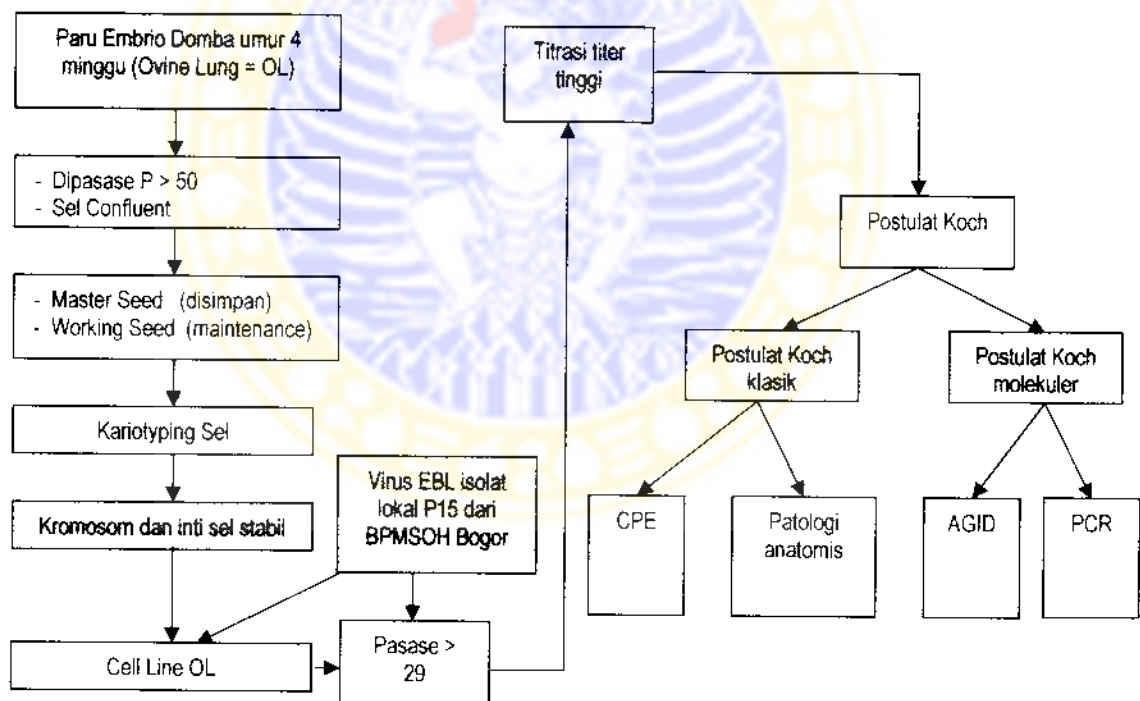 Paru Embrio Domba umur 4
minggu (Ovine Lung = OL)
- Dipasase P > 50
- Sel Confluent
- Master Seed (disimpan)
- Working Seed (maintenance)
Kariotyping Sel
Kromosom dan inti sel stabil
Cell Line OL
Virus EBL isolat
lokal P15 dari
BPMSOH Bogor
Pasase >
29
Titrasi titer
tinggi
Postulat Koch
Postulat Koch
klasik
Postulat Koch
molekuler
CPE
Patologi
anatomis
AGID
PCR